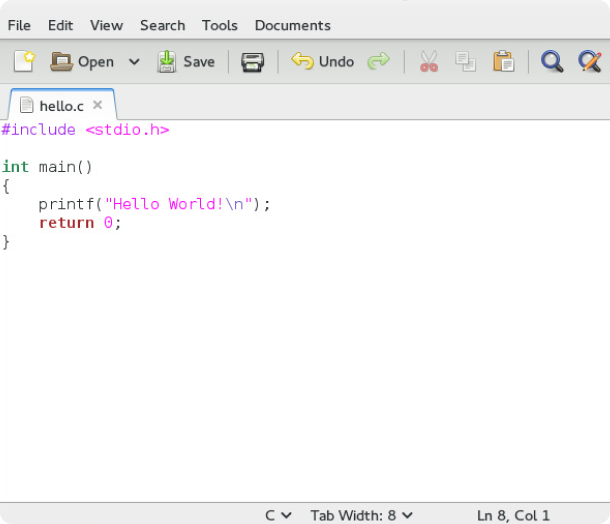 File Edit View Search Tools Documents
Open Save Undo
hello.c
#include <stdio.h>
int main()
{
    printf("Hello World!\n");
    return 0;
}
C Tab Width: 8 Ln 8, Col 1